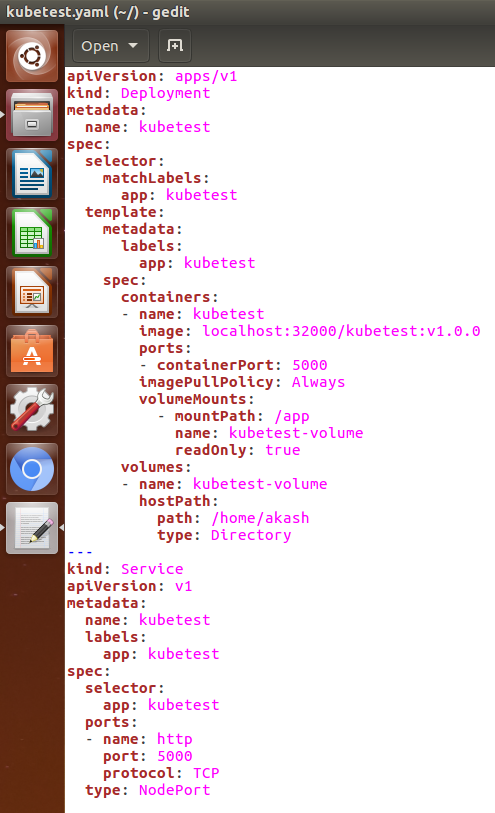 kubetest.yaml (~/) - gedit
Open
apiVersion: apps/v1
kind: Deployment
metadata:
  name: kubetest
spec:
  selector:
    matchLabels:
      app: kubetest
  template:
    metadata:
      labels:
        app: kubetest
    spec:
      containers:
      - name: kubetest
        image: localhost:32000/kubetest:v1.0.0
        ports:
        - containerPort: 5000
        imagePullPolicy: Always
        volumeMounts:
          - mountPath: /app
            name: kubetest-volume
            readOnly: true
      volumes:
      - name: kubetest-volume
        hostPath:
          path: /home/akash
          type: Directory
---
kind: Service
apiVersion: v1
metadata:
  name: kubetest
  labels:
    app: kubetest
spec:
  selector:
    app: kubetest
  ports:
  - name: http
    port: 5000
    protocol: TCP
  type: NodePort